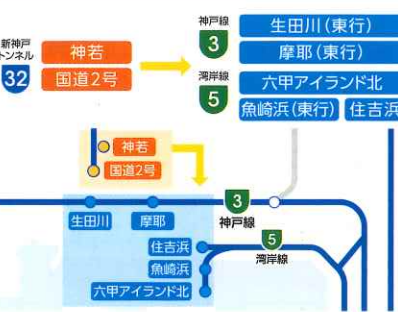 新神戸
トンネル
32
神若
国道2号
神戸線
3
生田川(東行)
摩耶(東行)
湾岸線
5
六甲アイランド北
魚崎浜(東行)
住吉浜
神若
国道2号
3
神戸線
生田川
摩耶
住吉浜
魚崎浜
六甲アイランド北
5
湾岸線